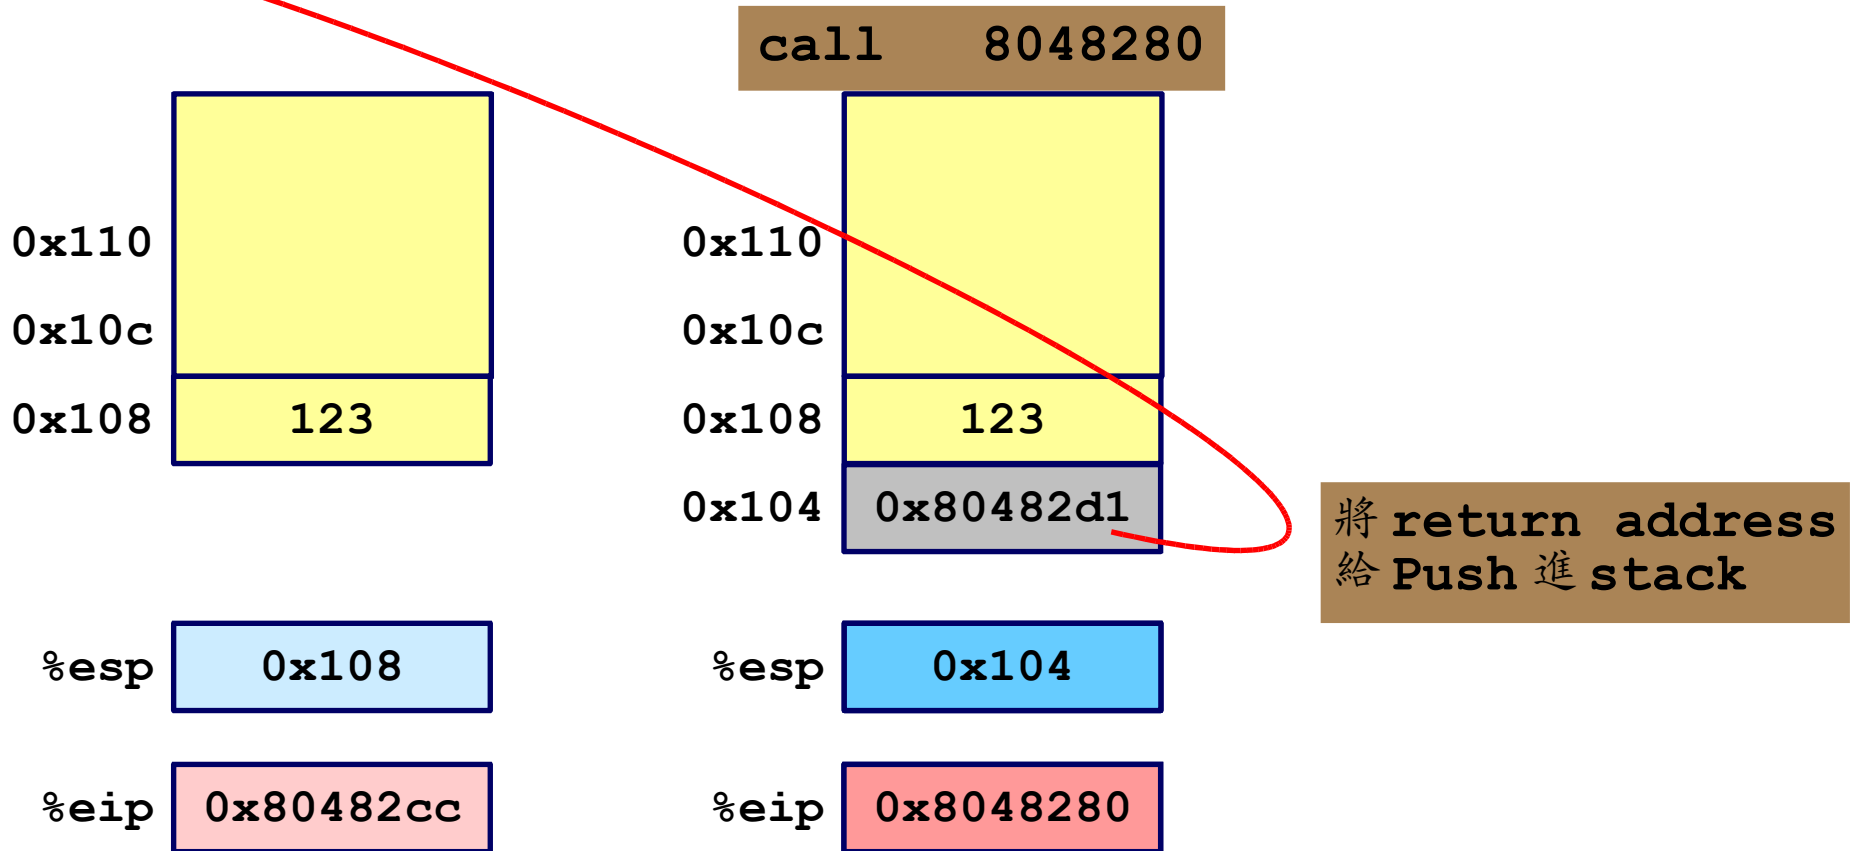 call 8048280
0x110 0x110
0x10c 0x10c
0x108 123 0x108 123
0x104 0x80482d1
將 return address
給 Push 進 stack
%esp 0x108 %esp 0x104
%eip 0x80482cc %eip 0x8048280